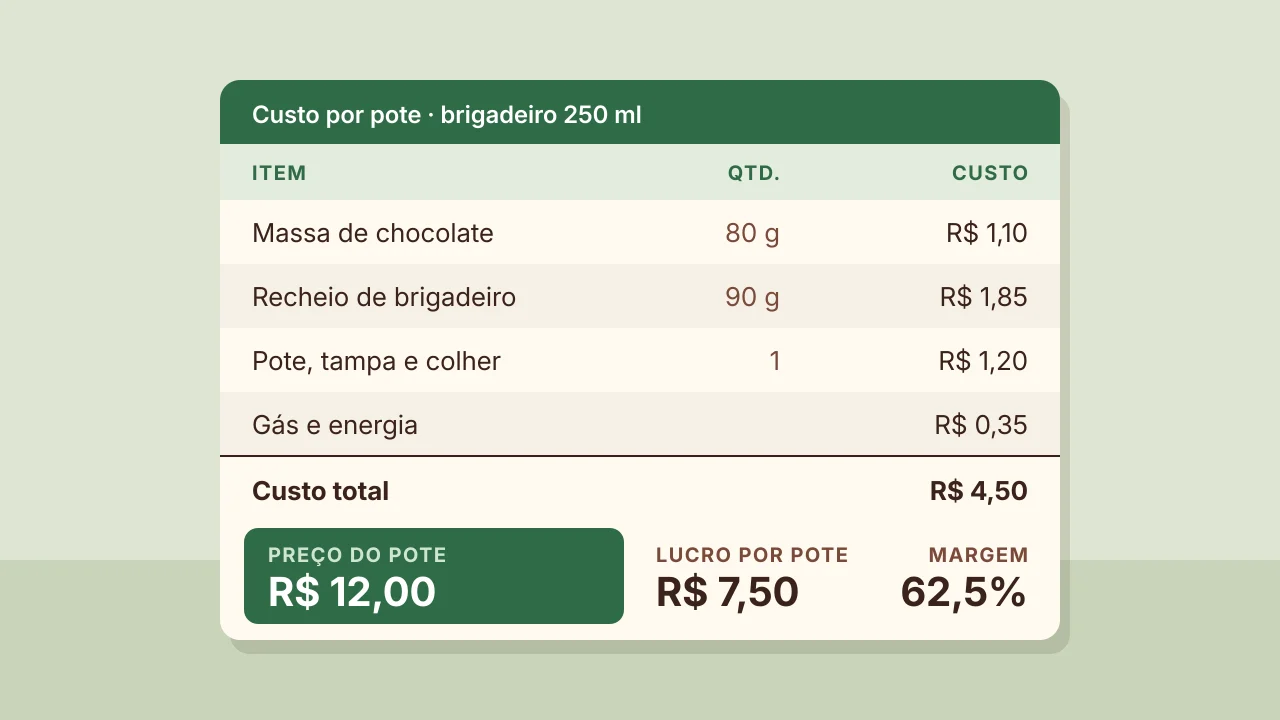 Custo por pote · brigadeiro 250 ml
ITEM QTD. CUSTO
Massa de chocolate 80 g R$ 1,10
Recheio de brigadeiro 90 g R$ 1,85
Pote, tampa e colher 1 R$ 1,20
Gás e energia R$ 0,35
Custo total R$ 4,50
PREÇO DO POTE LUCRO POR POTE MARGEM
R$ 12,00 R$ 7,50 62,5%